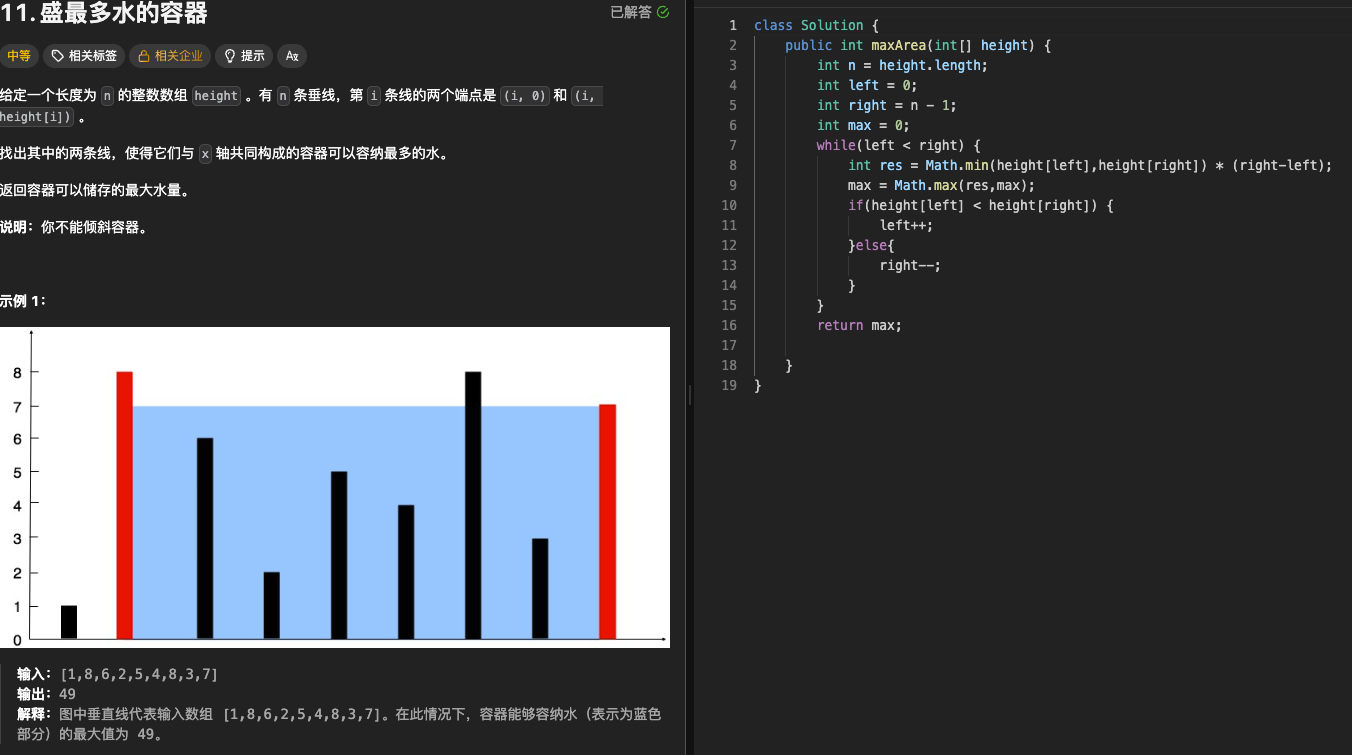 11. 盛最多水的容器
已解答
中等 相关标签 相关企业 提示 Aあ
给定一个长度为 n 的整数数组 height 。有 n 条垂线，第 i 条线的两个端点是 (i, 0) 和 (i,
height[i]) 。
找出其中的两条线，使得它们与 x 轴共同构成的容器可以容纳最多的水。
返回容器可以储存的最大水量。
说明：你不能倾斜容器。
示例 1：
8
7
6
5
4
3
2
1
0
输入：[1,8,6,2,5,4,8,3,7]
输出：49
解释：图中垂直线代表输入数组 [1,8,6,2,5,4,8,3,7]。在此情况下，容器能够容纳水（表示为蓝色
部分）的最大值为 49。
1 class Solution {
2 public int maxArea(int[] height) {
3 int n = height.length;
4 int left = 0;
5 int right = n - 1;
6 int max = 0;
7 while(left < right) {
8 int res = Math.min(height[left],height[right]) * (right-left);
9 max = Math.max(res,max);
10 if(height[left] < height[right]) {
11 left++;
12 }else{
13 right--;
14 }
15 }
16 return max;
17
18 }
19 }